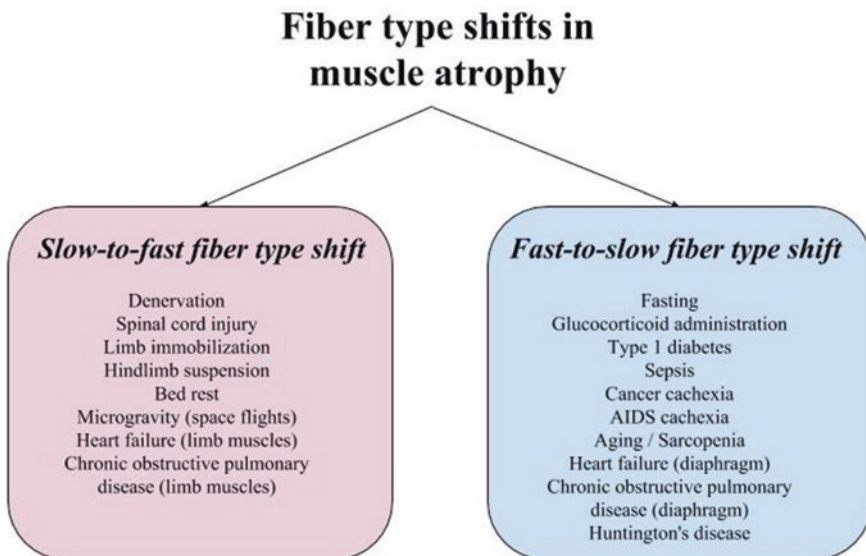 Fiber type shifts in
muscle atrophy
Slow-to-fast fiber type shift
Denervation
Spinal cord injury
Limb immobilization
Hindlimb suspension
Bed rest
Microgravity (space flights)
Heart failure (limb muscles)
Chronic obstructive pulmonary
disease (limb muscles)
Fast-to-slow fiber type shift
Fasting
Glucocorticoid administration
Type 1 diabetes
Sepsis
Cancer cachexia
AIDS cachexia
Aging / Sarcopenia
Heart failure (diaphragm)
Chronic obstructive pulmonary
disease (diaphragm)
Huntington's disease